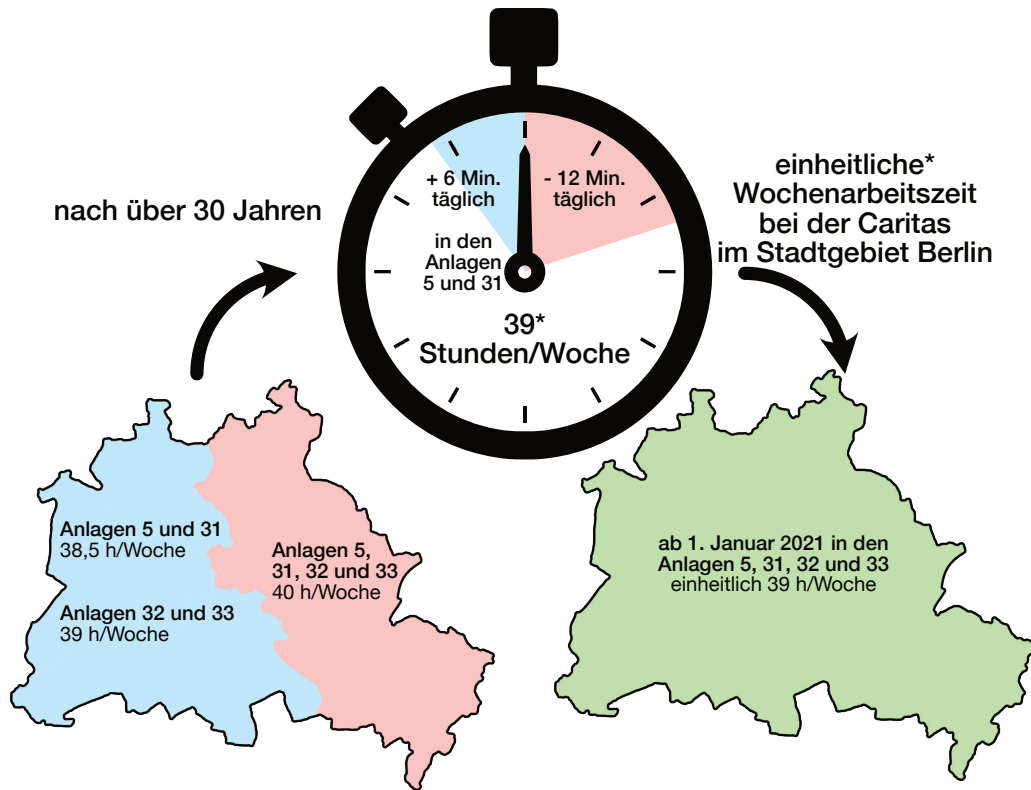 nach über 30 Jahren
+ 6 Min.
täglich
in den
Anlagen
5 und 31
- 12 Min.
täglich
39*
Stunden/Woche
einheitliche*
Wochenarbeitszeit
bei der Caritas
im Stadtgebiet Berlin
Anlagen 5 und 31
38,5 h/Woche
Anlagen 32 und 33
39 h/Woche
Anlagen 5,
31, 32 und 33
40 h/Woche
ab 1. Januar 2021 in den
Anlagen 5, 31, 32 und 33
einheitlich 39 h/Woche